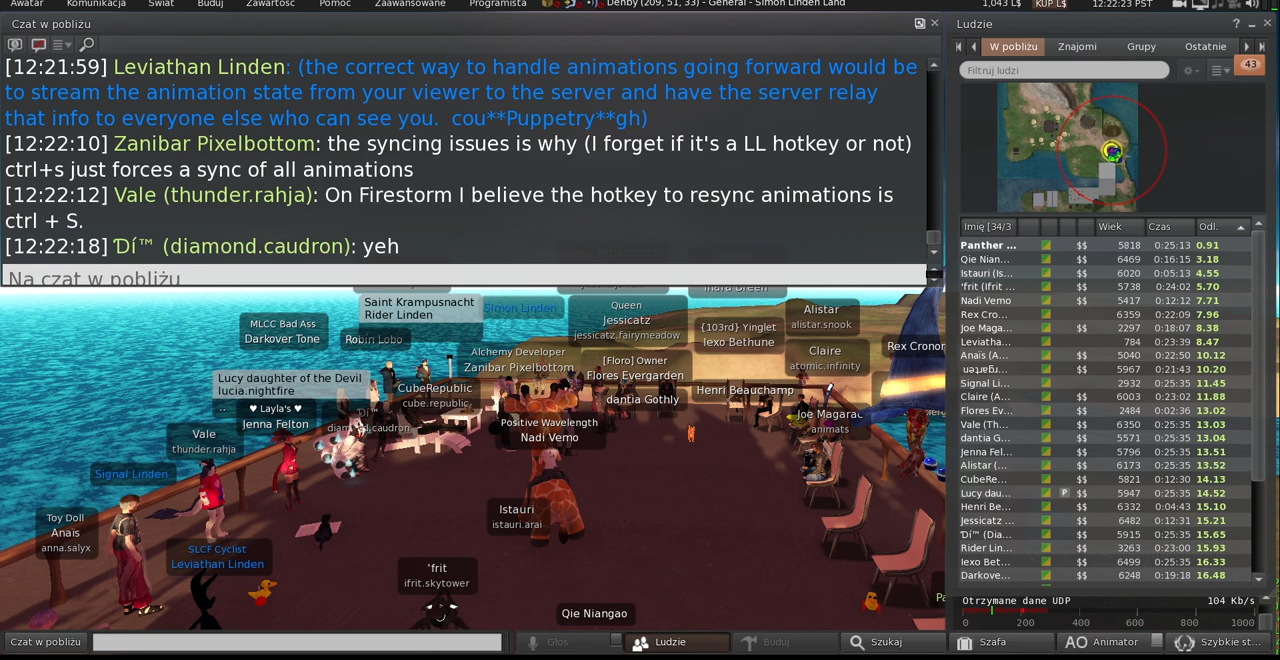 Awatar Komunikacja Świat Buduj Zawartość Pomoc Zaawansowane Programista Denby (209, 51, 33) - General - Simon Linden Land 1,043 L$ KUP L$ 12:22:23 PST
Czat w pobliżu
[12:21:59] Leviathan Linden: (the correct way to handle animations going forward would be
to stream the animation state from your viewer to the server and have the server relay
that info to everyone else who can see you. cou**Puppetry**gh)
[12:22:10] Zanibar Pixelbottom: the syncing issues is why (I forget if it's a LL hotkey or not)
ctrl+s just forces a sync of all animations
[12:22:12] Vale (thunder.rahja): On Firestorm I believe the hotkey to resync animations is
ctrl + S.
[12:22:18] Ɗí™ (diamond.caudron): yeh
Na czat w pobliżu
Saint Krampusnacht
Rider Linden
Simon Linden
MLCC Bad Ass
Darkover Tone
Robin Lobo
Queen
Jessicatz
jessicatz.fairymeadow
{103rd} Yinglet
Iexo Bethune
Alistar
alistar.snook
Rex Cronon
Alchemy Developer
Zanibar Pixelbottom
[Floro] Owner
Flores Evergarden
Claire
atomic.infinity
Lucy daughter of the Devil
lucia.nightfire
CubeRepublic
cube.republic
Henri Beauchamp
dantia Gothly
♥ Layla's ♥
Jenna Felton
Ɗí™
diamond.caudron
Joe Magarac
animats
Positive Wavelength
Nadi Vemo
Vale
thunder.rahja
Signal Linden
Istauri
istauri.arai
Toy Doll
Anaïs
anna.salyx
SLCF Cyclist
Leviathan Linden
'frit
ifrit.skytower
Qie Niangao
Czat w pobliżu Głos Ludzie Buduj Szukaj
Ludzie
W pobliżu Znajomi Grupy Ostatnie
Filtruj ludzi
43
Imię [34/3 Wiek Czas Odl.
Panther ... $$ 5818 0:25:13 0.91
Qie Nian... $$ 6469 0:16:15 3.18
Istauri (Is... $$ 6020 0:05:13 4.55
'frit (Ifrit ... $$ 5738 0:24:02 5.70
Nadi Vemo $$ 5417 0:12:12 7.71
Rex Cro... 6359 0:22:09 7.96
Joe Maga... $$ 2297 0:18:07 8.38
Leviatha... 784 0:23:39 8.47
Anaïs (A... $$ 5040 0:22:50 10.12
$$ 5967 0:21:43 10.20
Signal Li... 2932 0:25:35 11.45
Claire (A... $$ 6003 0:23:02 11.88
Flores Ev... $$ 2484 0:02:36 13.02
Vale (Th... $$ 6350 0:25:35 13.03
dantia G... $$ 5571 0:25:35 13.04
Jenna Fel... $$ 5796 0:25:35 13.51
Alistar (... $$ 6173 0:25:35 13.52
CubeRe... $$ 5821 0:12:30 14.13
Lucy dau... P $$ 5947 0:25:35 14.52
Henri Be... $$ 6332 0:04:43 15.10
Jessicatz ... $$ 6482 0:12:31 15.21
Ɗí™ (Dia... $$ 5915 0:25:35 15.65
Rider Lin... $$ 3263 0:23:00 15.93
Iexo Bet... $$ 6499 0:25:35 16.33
Darkove... $$ 6248 0:19:18 16.48
Otrzymane dane UDP 104 Kb/s
0 200 400 600 800 1000
Szafa AO Animator Szybkie st...